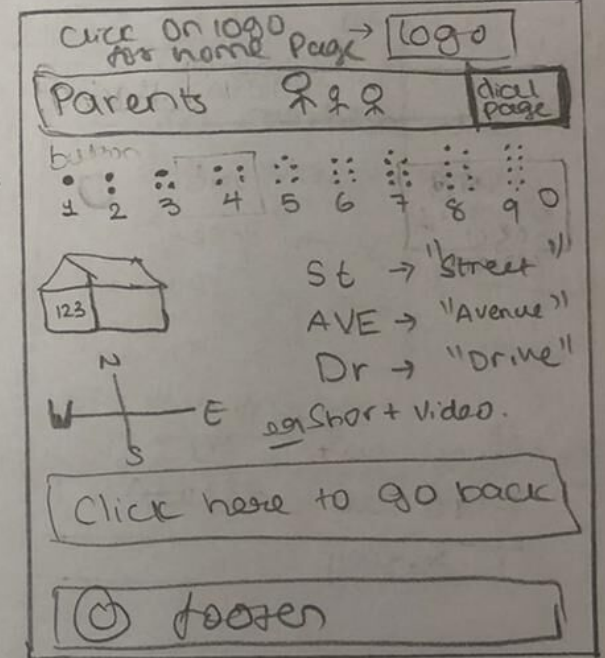 Click on logo
for home Page → logo
Parents
dial
page
button
1 2 3 4 5 6 7 8 9 0
123
St → "Street"
AVE → "Avenue"
Dr → "Drive"
N
W E
S
eg Short video.
Click here to go back
footer